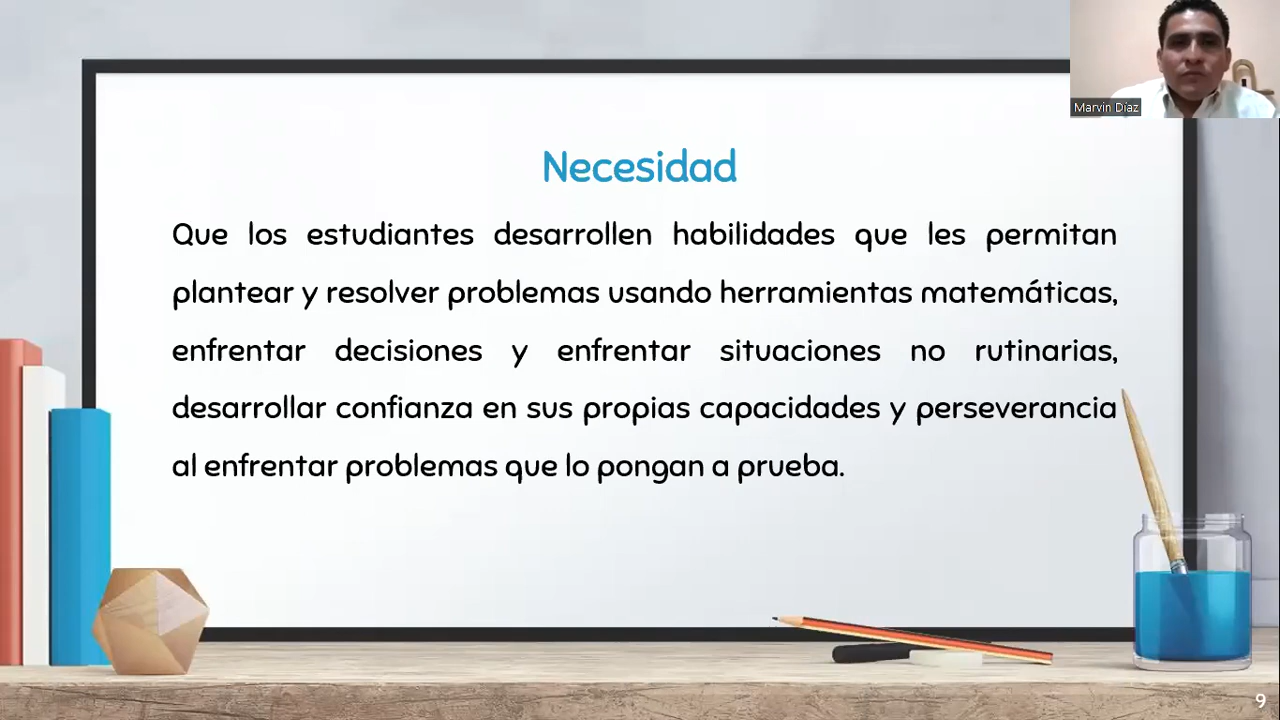 Marvin Díaz
Necesidad
Que los estudiantes desarrollen habilidades que les permitan
plantear y resolver problemas usando herramientas matemáticas,
enfrentar decisiones y enfrentar situaciones no rutinarias,
desarrollar confianza en sus propias capacidades y perseverancia
al enfrentar problemas que lo pongan a prueba.
9